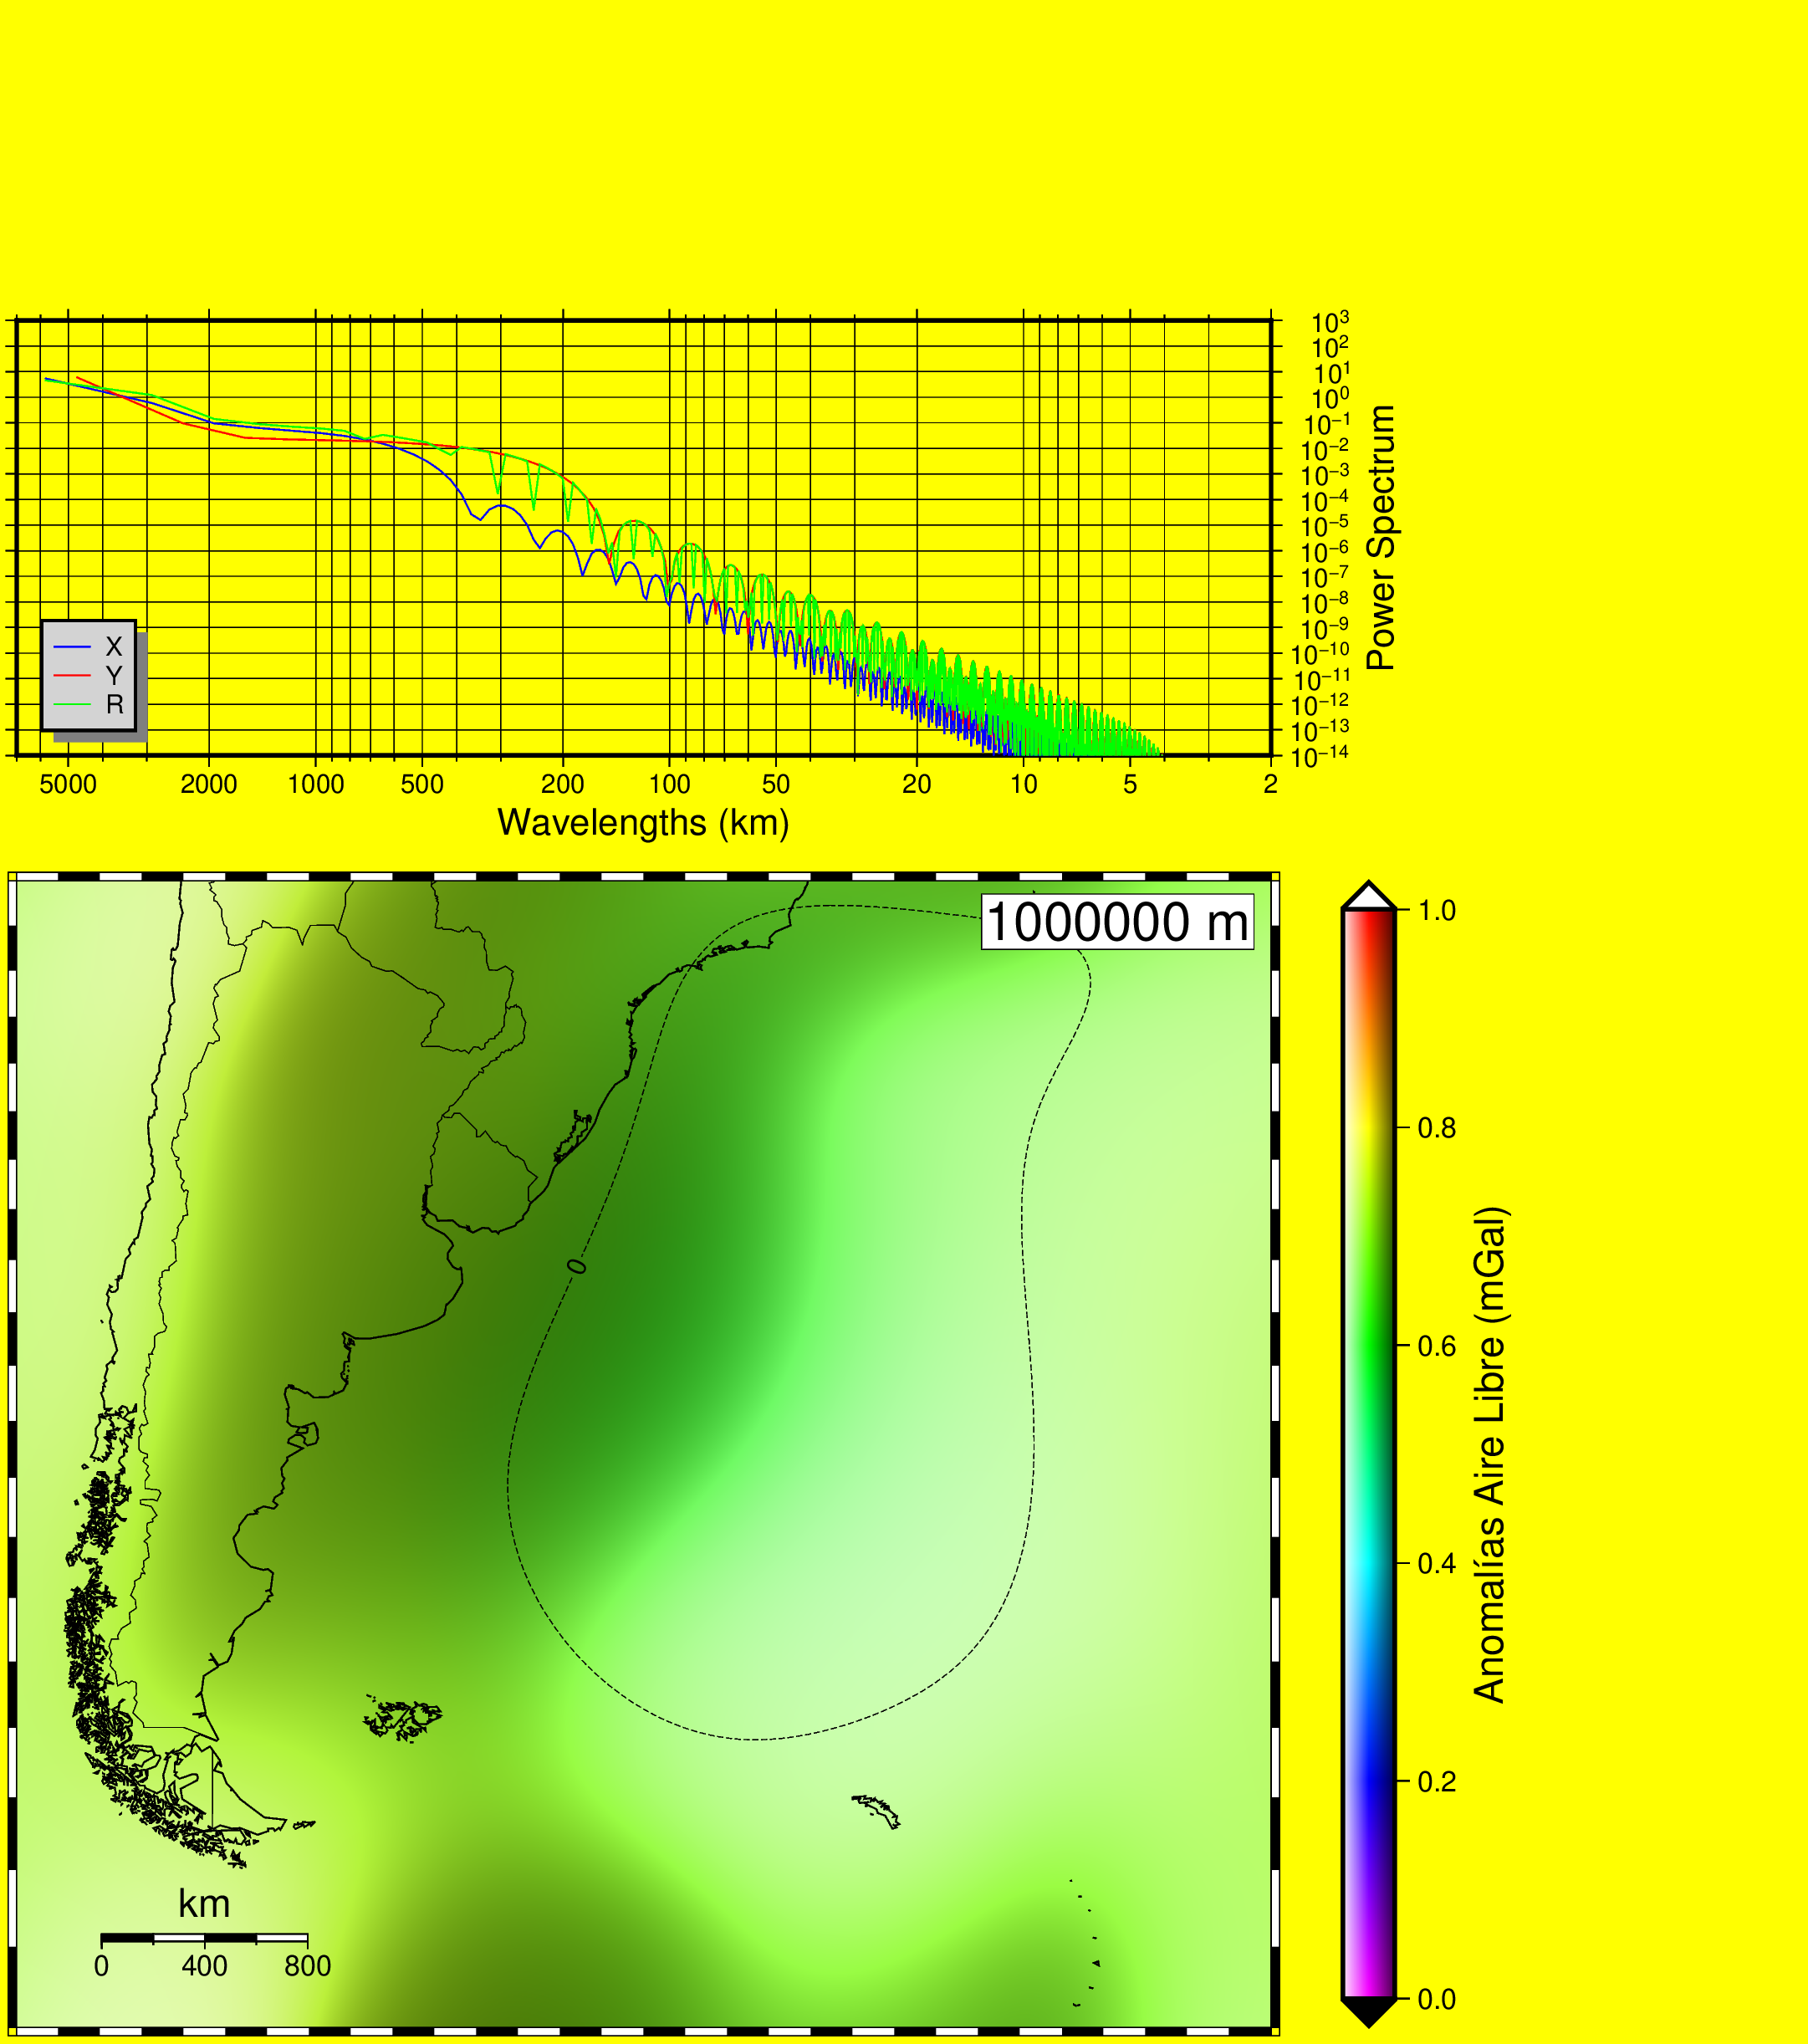 10³
10²
10¹
10⁰
10⁻¹
10⁻²
10⁻³
10⁻⁴
10⁻⁵
10⁻⁶
10⁻⁷
10⁻⁸
10⁻⁹
10⁻¹⁰
10⁻¹¹
10⁻¹²
10⁻¹³
10⁻¹⁴
Power Spectrum
X
Y
R
5000 2000 1000 500 200 100 50 20 10 5 2
Wavelengths (km)
1000000 m
0
km
0 400 800
1.0
0.8
0.6
0.4
0.2
0.0
Anomalías Aire Libre (mGal)